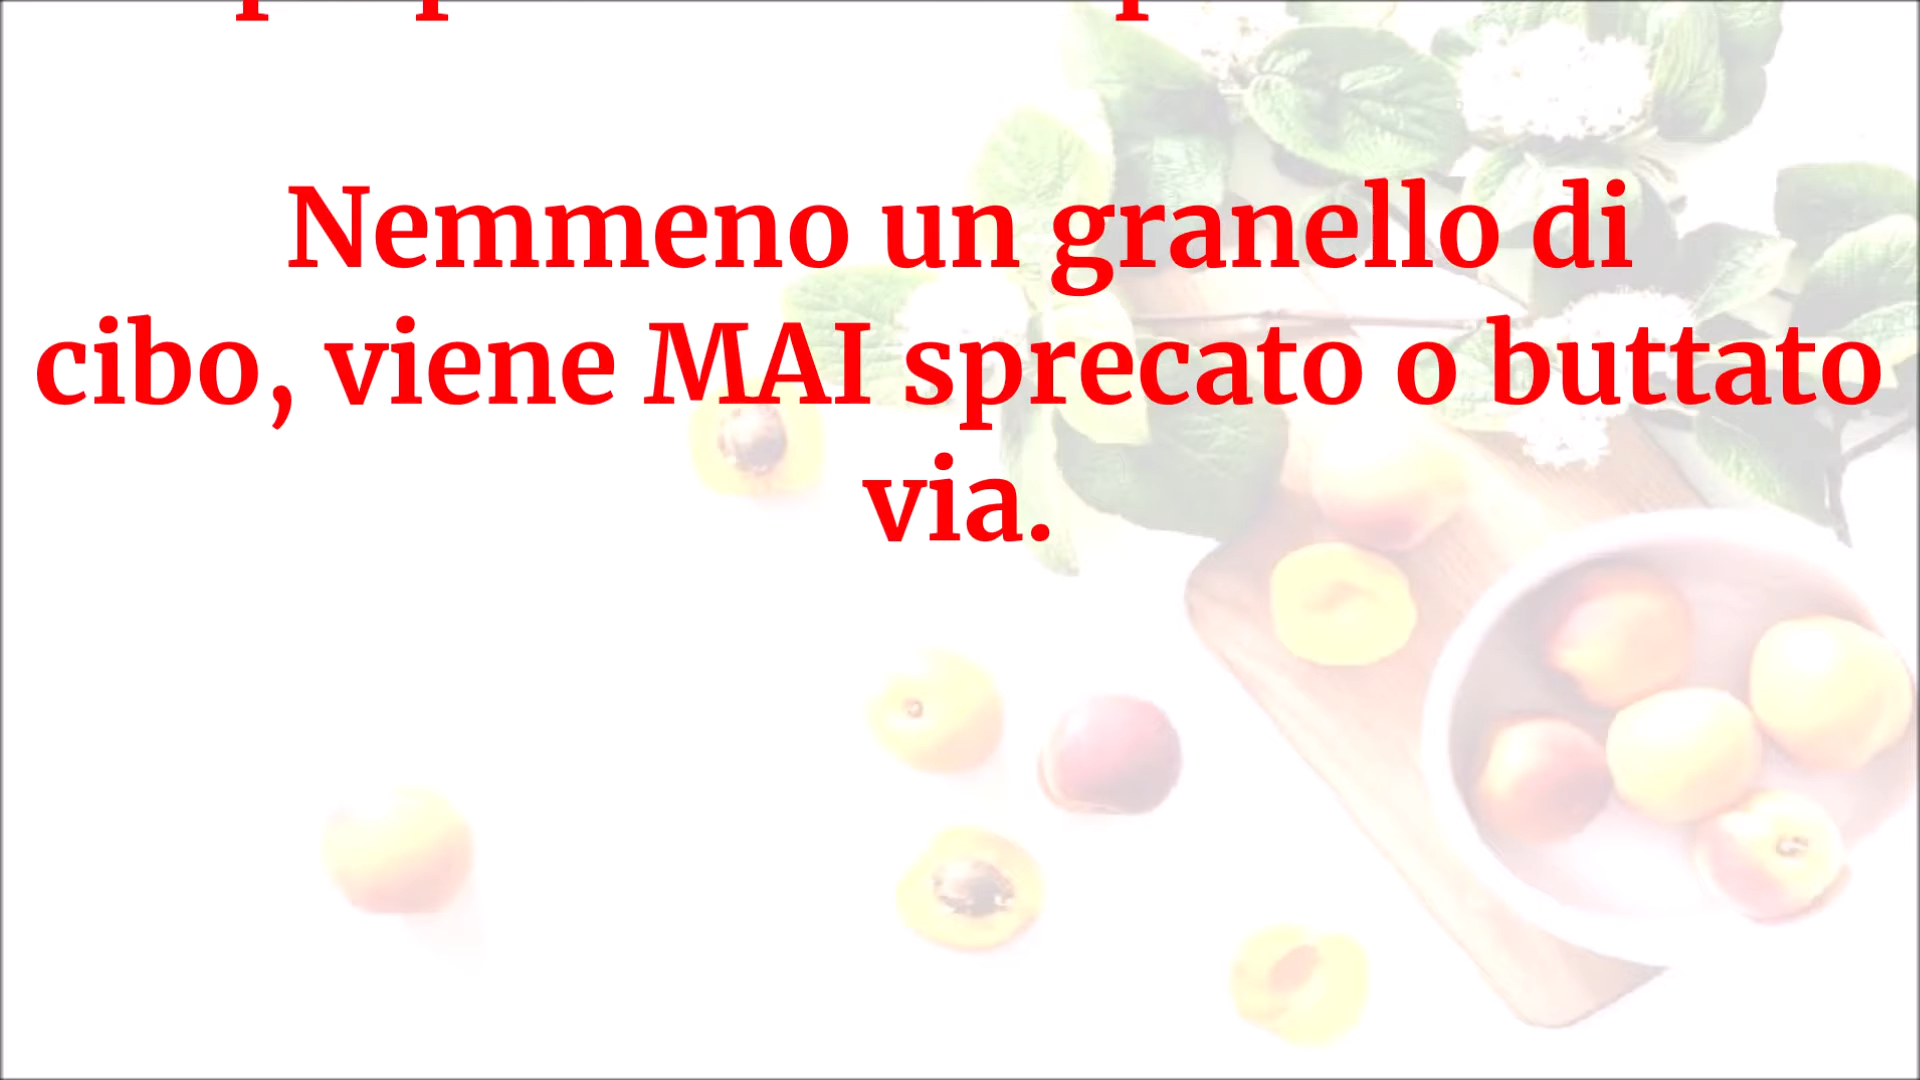 Nemmeno un granello di
cibo, viene MAI sprecato o buttato
via.